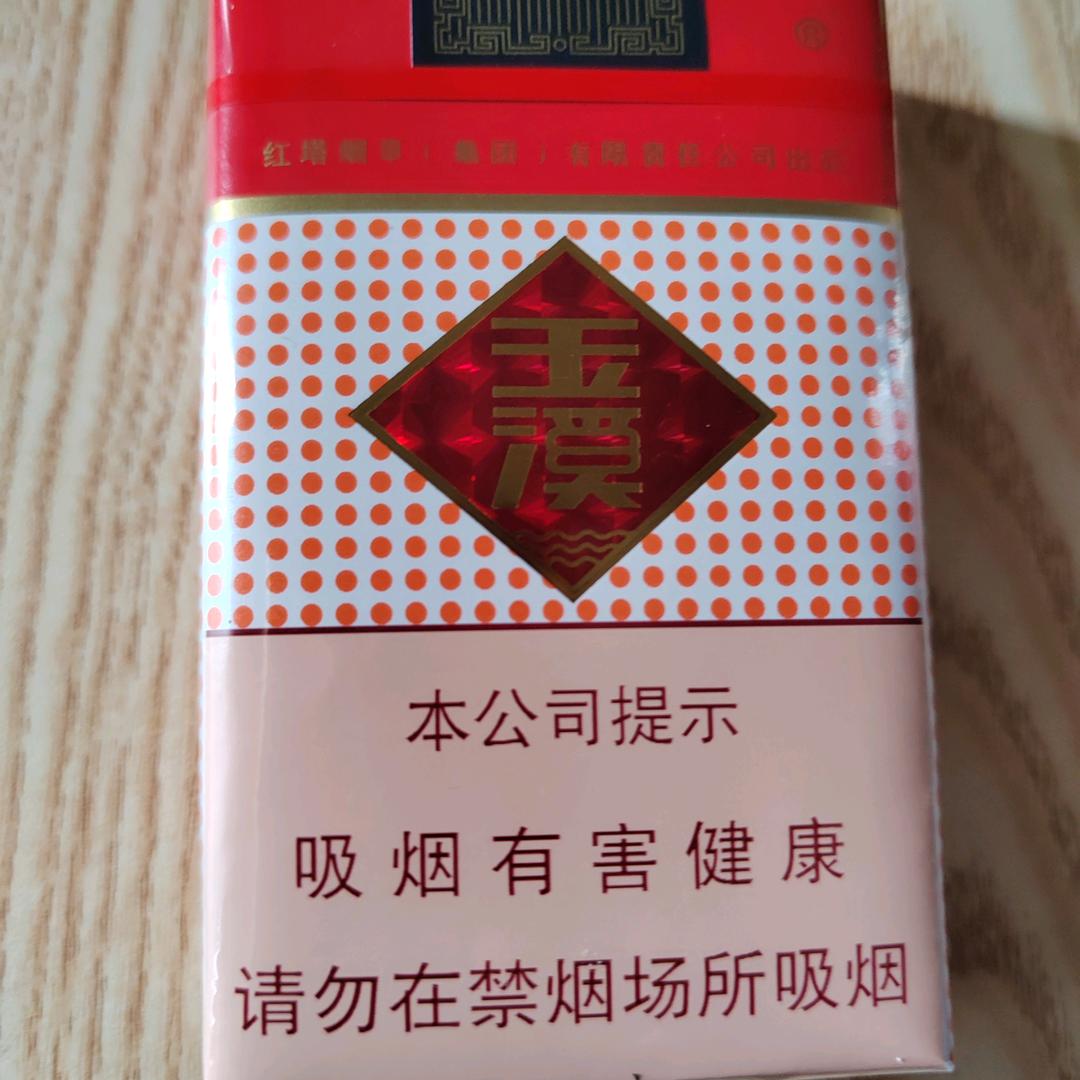 ®
红塔烟草（集团）有限责任公司出品
玉
溪
本公司提示
吸烟有害健康
请勿在禁烟场所吸烟